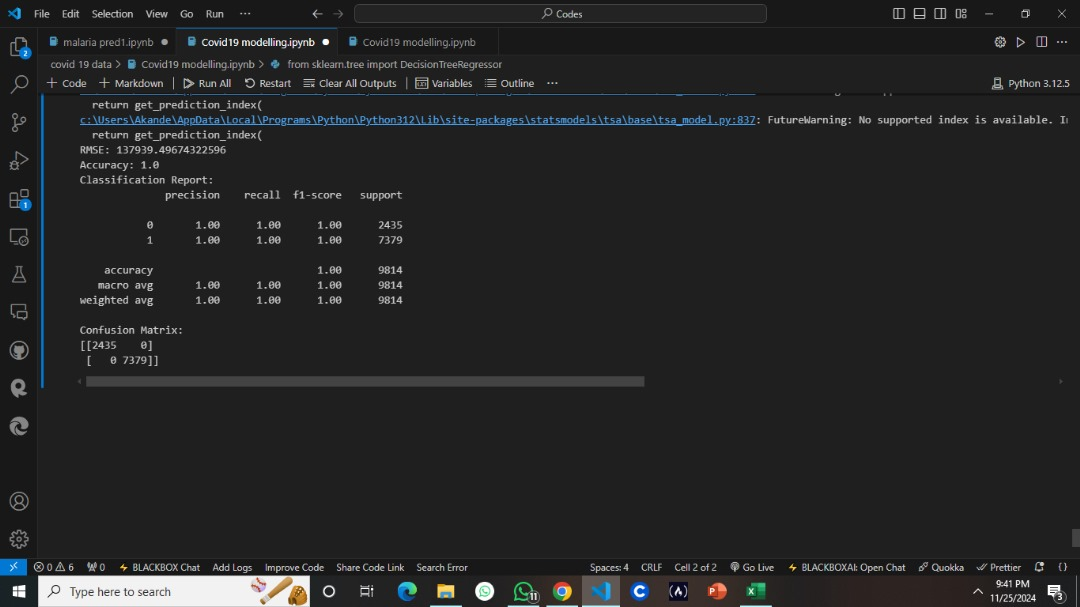 File Edit Selection View Go Run ··· Codes
malaria pred1.ipynb Covid19 modelling.ipynb Covid19 modelling.ipynb
covid 19 data > Covid19 modelling.ipynb > from sklearn.tree import DecisionTreeRegressor
+ Code + Markdown Run All Restart Clear All Outputs Variables Outline ··· Python 3.12.5
return get_prediction_index(
c:\Users\Akande\AppData\Local\Programs\Python\Python312\Lib\site-packages\statsmodels\tsa\base\tsa_model.py:837: FutureWarning: No supported index is available. I
return get_prediction_index(
RMSE: 137939.49674322596
Accuracy: 1.0
Classification Report:
precision recall f1-score support
0 1.00 1.00 1.00 2435
1 1.00 1.00 1.00 7379
accuracy 1.00 9814
macro avg 1.00 1.00 1.00 9814
weighted avg 1.00 1.00 1.00 9814
Confusion Matrix:
[[2435 0]
[ 0 7379]]
2
1
0 6 0 BLACKBOX Chat Add Logs Improve Code Share Code Link Search Error Spaces: 4 CRLF Cell 2 of 2 Go Live BLACKBOXAI: Open Chat Quokka Prettier {}
Type here to search 11 9:41 PM
11/25/2024 3